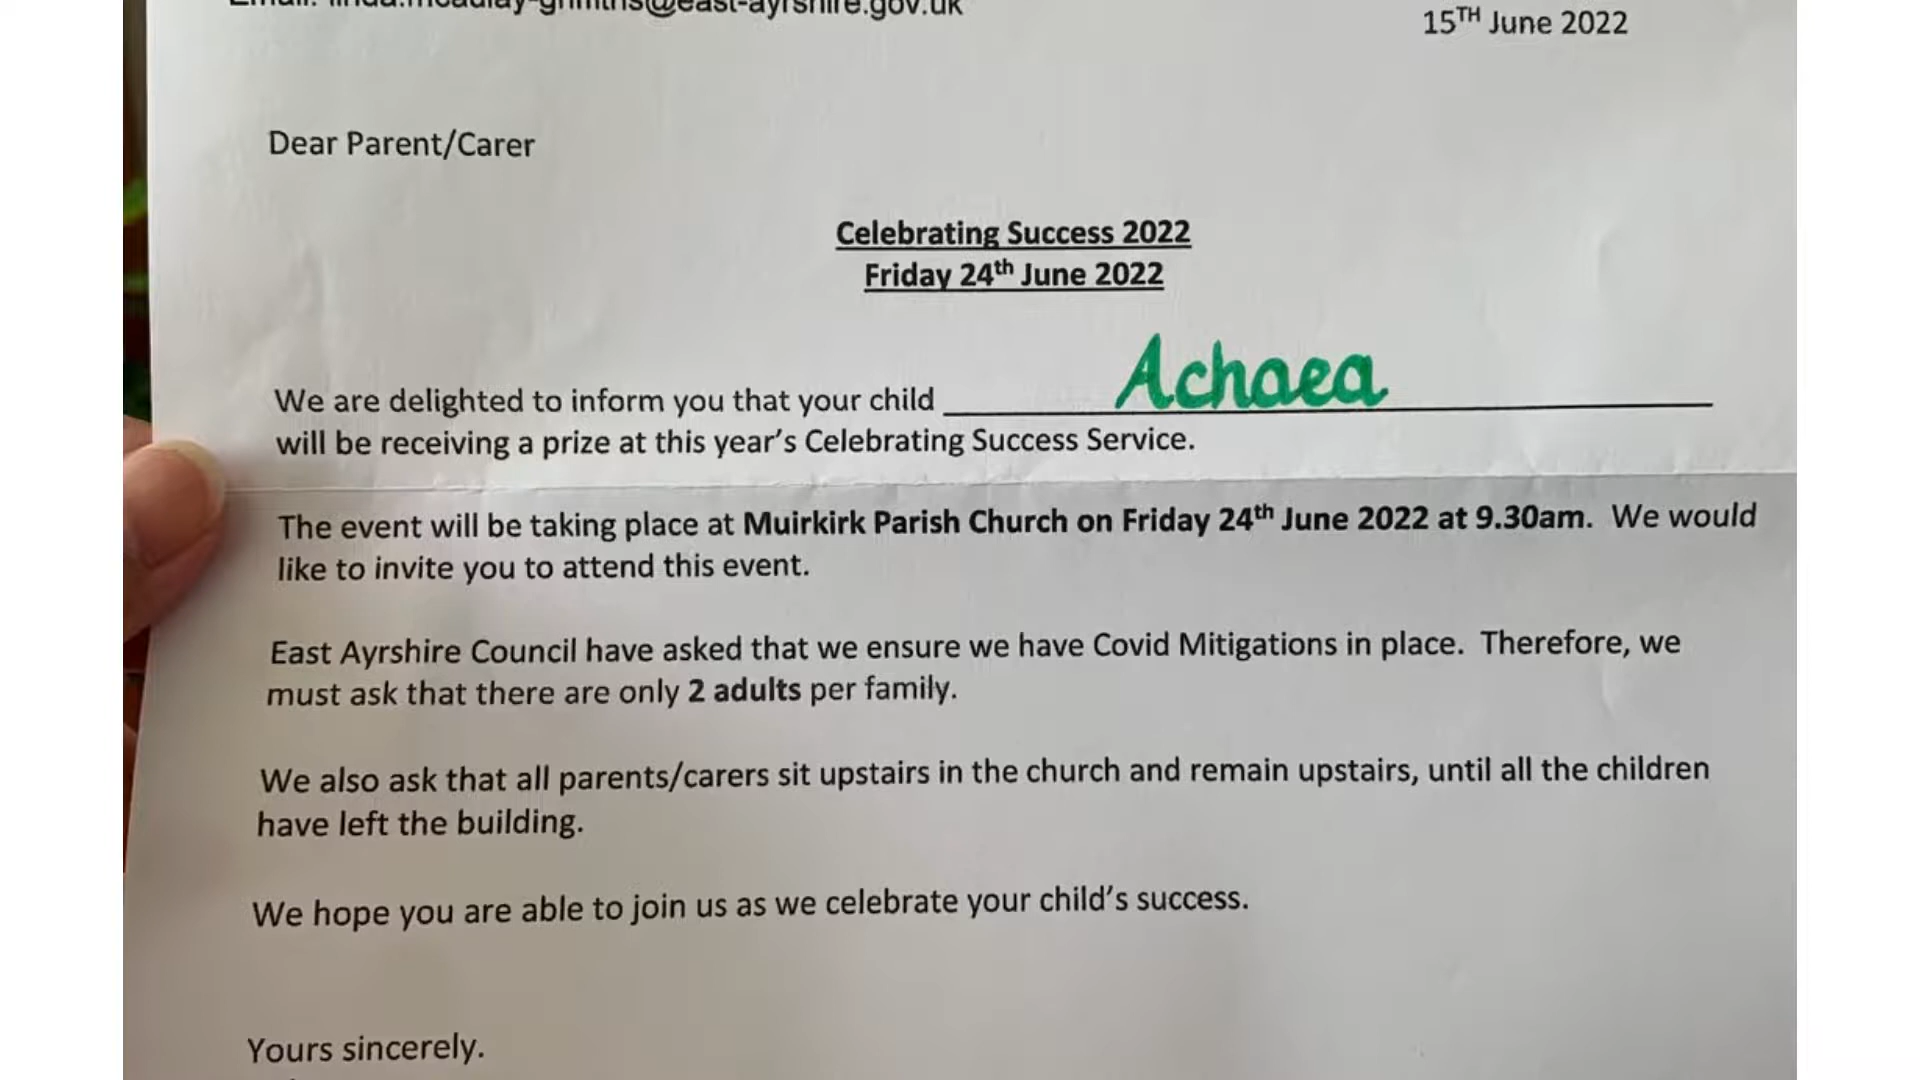 15TH June 2022
Dear Parent/Carer
Celebrating Success 2022
Friday 24th June 2022
We are delighted to inform you that your child Achaea
will be receiving a prize at this year's Celebrating Success Service.
The event will be taking place at Muirkirk Parish Church on Friday 24th June 2022 at 9.30am. We would
like to invite you to attend this event.
East Ayrshire Council have asked that we ensure we have Covid Mitigations in place. Therefore, we
must ask that there are only 2 adults per family.
We also ask that all parents/carers sit upstairs in the church and remain upstairs, until all the children
have left the building.
We hope you are able to join us as we celebrate your child's success.
Yours sincerely.